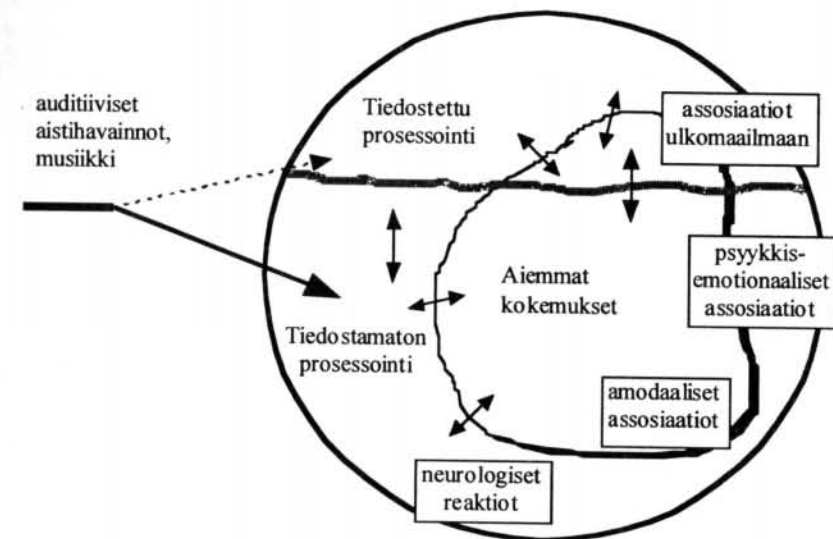 auditiiviset
aistihavainnot,
musiikki
Tiedostettu
prosessointi
assosiaatiot
ulkomaailmaan
psyykkis-
emotionaaliset
assosiaatiot
Aiemmat
kokemukset
Tiedostamaton
prosessointi
amodaaliset
assosiaatiot
neurologiset
reaktiot